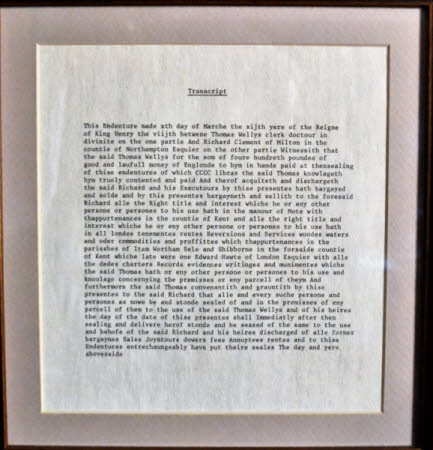 Transcript
This Endenture made xth day of Marche the xijth yere of the Reigne
of King Henry the viijth betwene Thomas Wellys clerk doctour in
divinite on the one partie And Richard Clement of Milton in the
countie of Northampton Esquier on the other partie Witnessith that
the said Thomas Wellys for the som of foure hundreth poundes of
good and laufull money of Englonde to hym in hande paid at thensealing
of thise endentures of which CCCC libras the said Thomas knowlageth
hym truely contented and paid And therof acquiteth and dischargeth
the said Richard and his Executours by thise presentes hath bargayed
and solde and by this presentes bargayneth and sellith to the foresaid
Richard alle the Right title and interest whiche he or eny other
persone or persones to his use hath in the manour of Mote with
thappurtenances in the countie of Kent and alle the right title and
interest whiche he or eny other persone or persones to his use hath
in all londes tenementes rentes Reversions and Services woodes waters
and oder commodities and profittes which thappurtenances in the
parisshes of Itam Wortham Sele and Shibborne in the forsaide countie
of Kent whiche late were one Edward Hawte of London Esquier with alle
the dedes charters Records evidences writinges and munimentes whiche
the said Thomas hath or eny other persone or persones to his use and
knoulage concernyng the premisses or eny parcell of theym And
furthermore the said Thomas convenantith and grauntith by thise
presentes to the said Richard that alle and every suche persone and
persones as nowe be and stonde sealed of and in the premisses of eny
parcell of them to the use of the said Thomas Wellys and of his heires
the day of the date of thise presentes shall Immediatly after then
sealing and delivere herof stonde and be seased of the same to the use
and behofe of the said Richard and his heires discharged of alle former
bargaynes Sales Joyntours dowers fees Annuytees rentes and to thise
Endentures entrechaungeably have put theire seales The day and yere
abovesaide